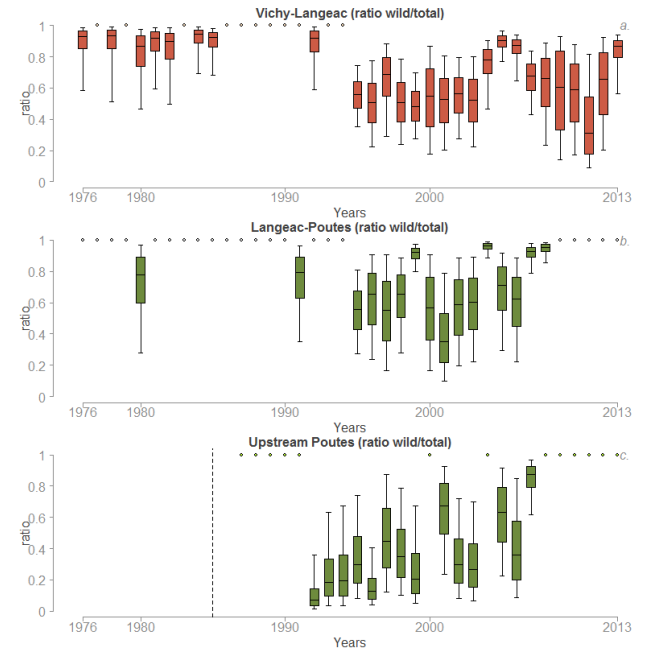 Vichy-Langeac (ratio wild/total)
a.
1
0.8
0.6
0.4
0.2
0
ratio
1976 1980 1990 2000 2013
Years
Langeac-Poutes (ratio wild/total)
b.
1
0.8
0.6
0.4
0.2
0
ratio
1976 1980 1990 2000 2013
Years
Upstream Poutes (ratio wild/total)
c.
1
0.8
0.6
0.4
0.2
0
ratio
1976 1980 1990 2000 2013
Years